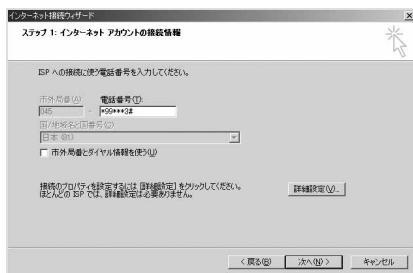 インターネット接続ウィザード
ステップ 1: インターネット アカウントの接続情報
ISP への接続に使う電話番号を入力してください。
市外局番(A) 電話番号(T):
045 - *99***3#
国/地域名と国番号(O)
日本 (81)
市外局番とダイヤル情報を使う(U)
接続のプロパティを設定するには [詳細設定] をクリックしてください。
ほとんどの ISP では、詳細設定は必要ありません。
詳細設定(V)...
< 戻る(B) 次へ(N) > キャンセル